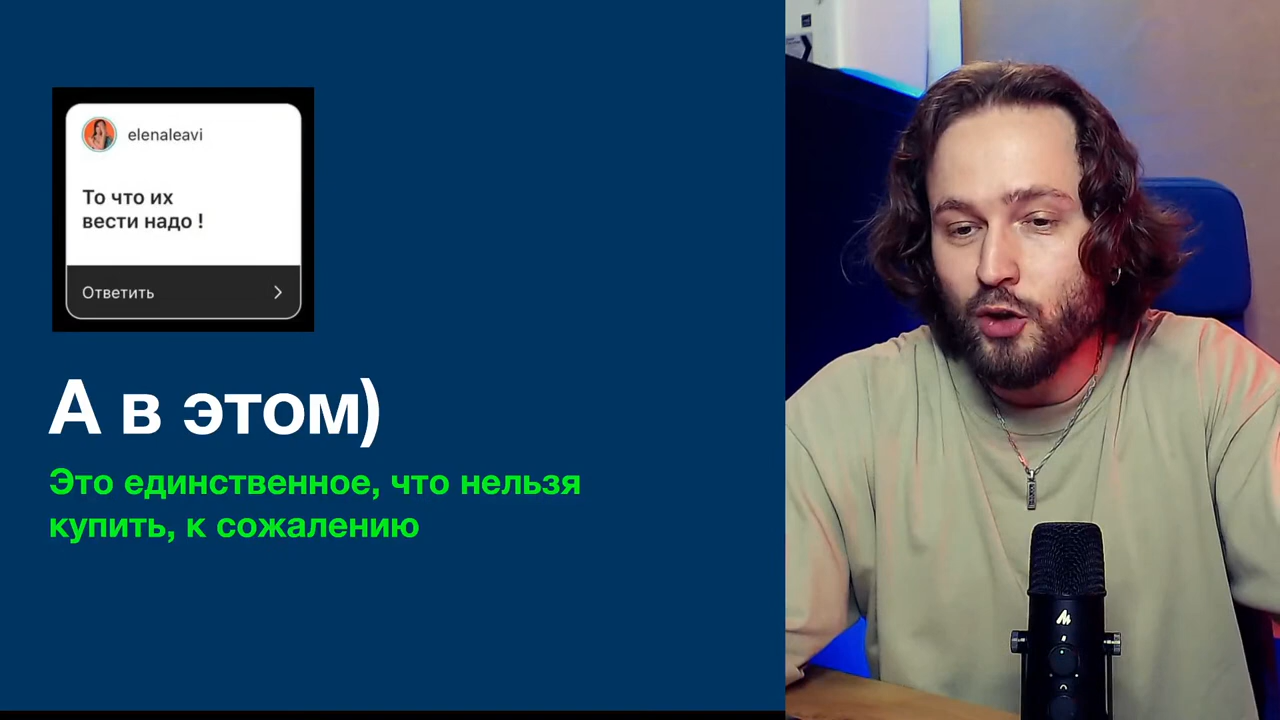 elenaleavi
То что их
вести надо !
Ответить
А в этом)
Это единственное, что нельзя
купить, к сожалению